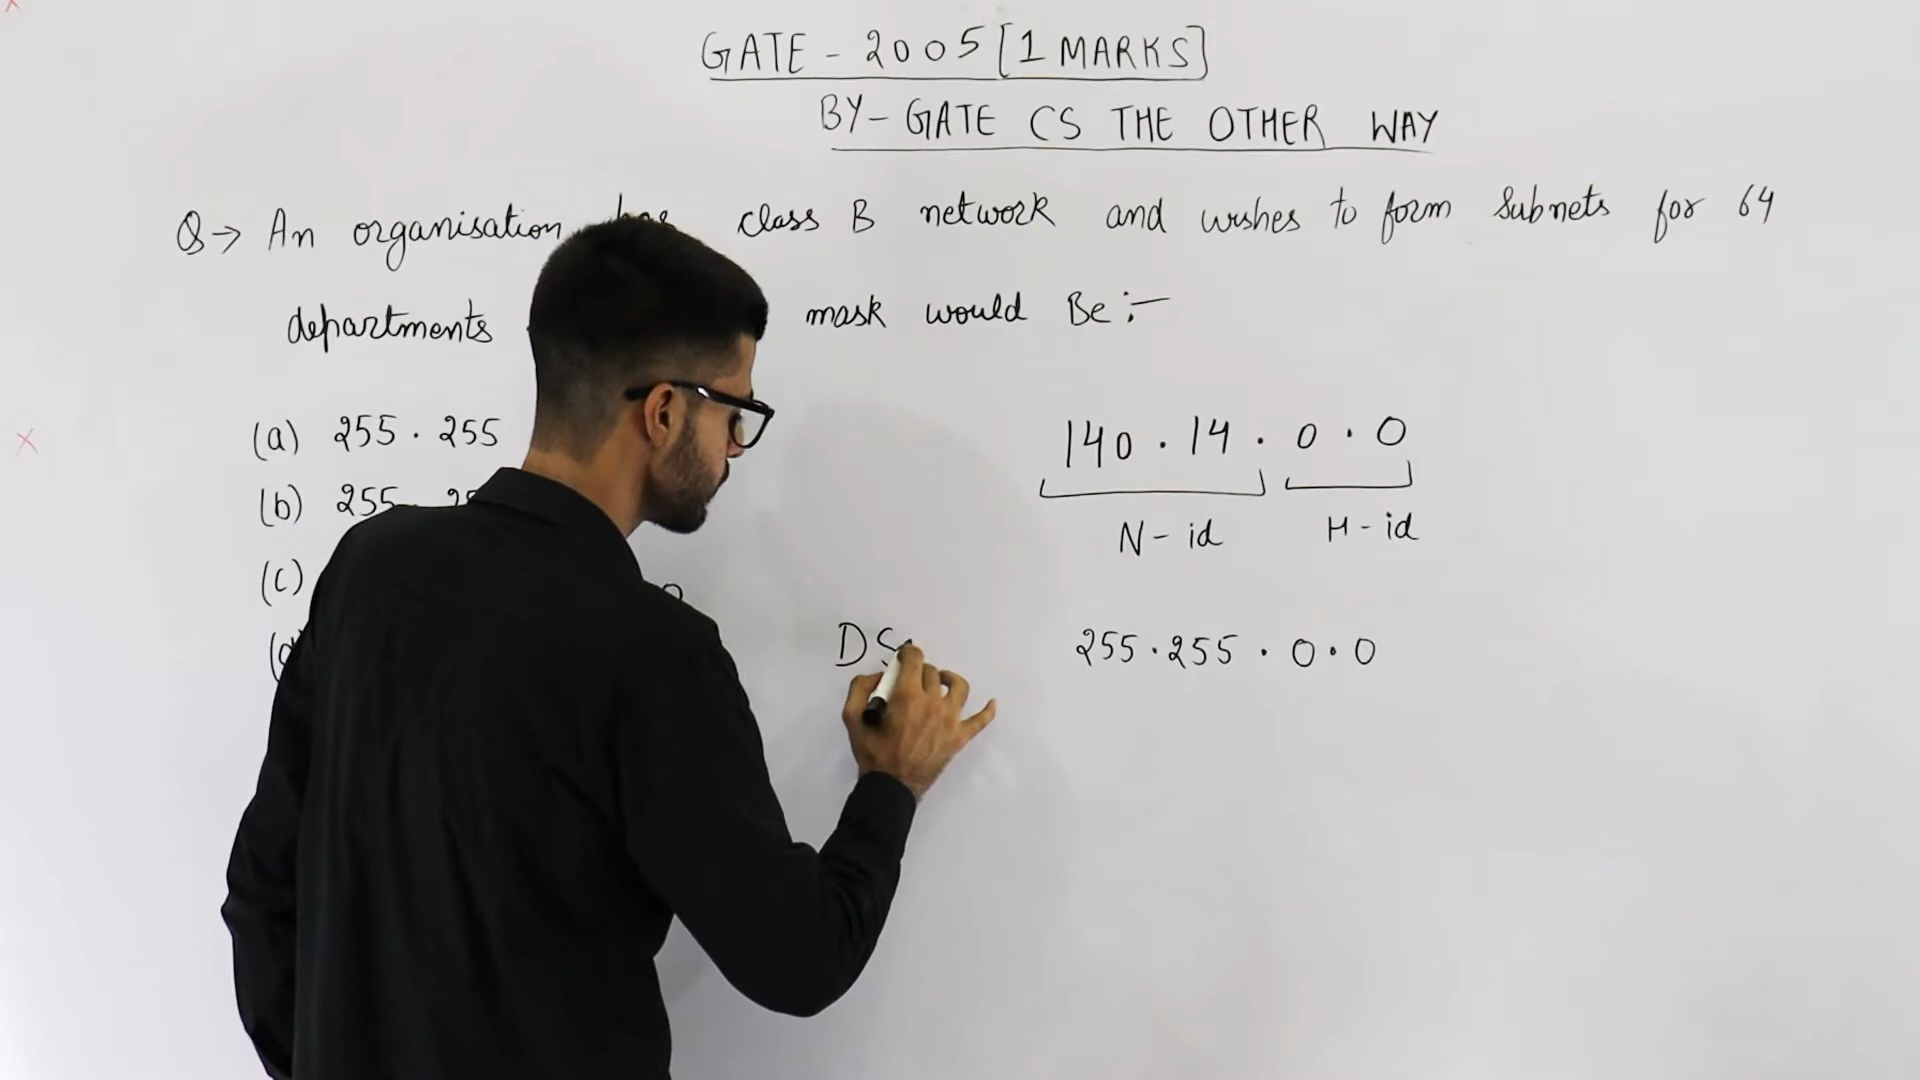 GATE - 2005 [1 MARKS]
BY - GATE CS THE OTHER WAY
Q → An organisation class B network and wishes to form Subnets for 64
departments mask would Be :-
(a) 255 . 255
(b) 255
(c)
140 . 14 . 0 . 0
N - id H - id
DS 255 . 255 . 0 . 0